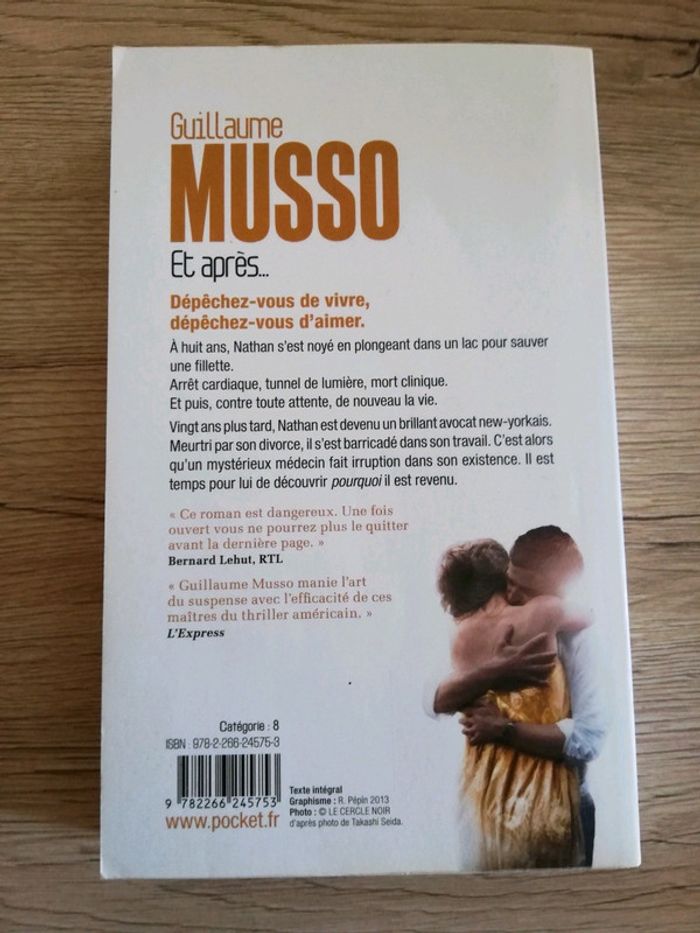 Guillaume
MUSSO
Et après...
Dépêchez-vous de vivre,
dépêchez-vous d'aimer.
À huit ans, Nathan s'est noyé en plongeant dans un lac pour sauver
une fillette.
Arrêt cardiaque, tunnel de lumière, mort clinique.
Et puis, contre toute attente, de nouveau la vie.
Vingt ans plus tard, Nathan est devenu un brillant avocat new-yorkais.
Meurtri par son divorce, il s'est barricadé dans son travail. C'est alors
qu'un mystérieux médecin fait irruption dans son existence. Il est
temps pour lui de découvrir pourquoi il est revenu.
« Ce roman est dangereux. Une fois
ouvert vous ne pourrez plus le quitter
avant la dernière page. »
Bernard Lehut, RTL
« Guillaume Musso manie l'art
du suspense avec l'efficacité de ces
maîtres du thriller américain. »
L'Express
Catégorie : 8
ISBN : 978-2-266-24575-3
9 782266 245753
www.pocket.fr
Texte intégral
Graphisme : R. Pépin 2013
Photo : © LE CERCLE NOIR
d'après photo de Takashi Seida.